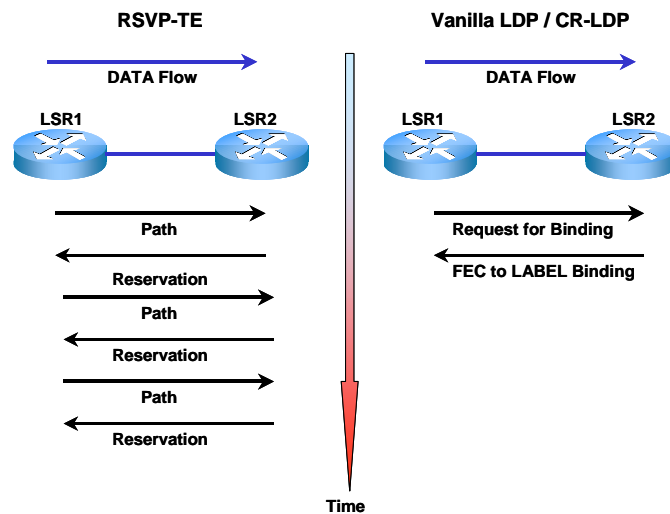 RSVP-TE
DATA Flow
LSR1
LSR2
Path
Reservation
Path
Reservation
Path
Reservation
Vanilla LDP / CR-LDP
DATA Flow
LSR1
LSR2
Request for Binding
FEC to LABEL Binding
Time